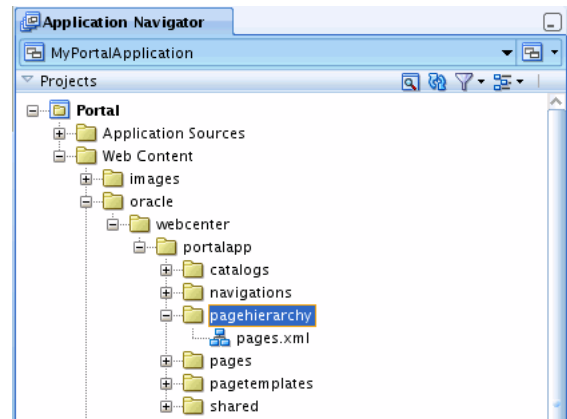 Application Navigator
MyPortalApplication
Projects
Portal
Application Sources
Web Content
images
oracle
webcenter
portalapp
catalogs
navigations
pagehierarchy
pages.xml
pages
pagetemplates
shared